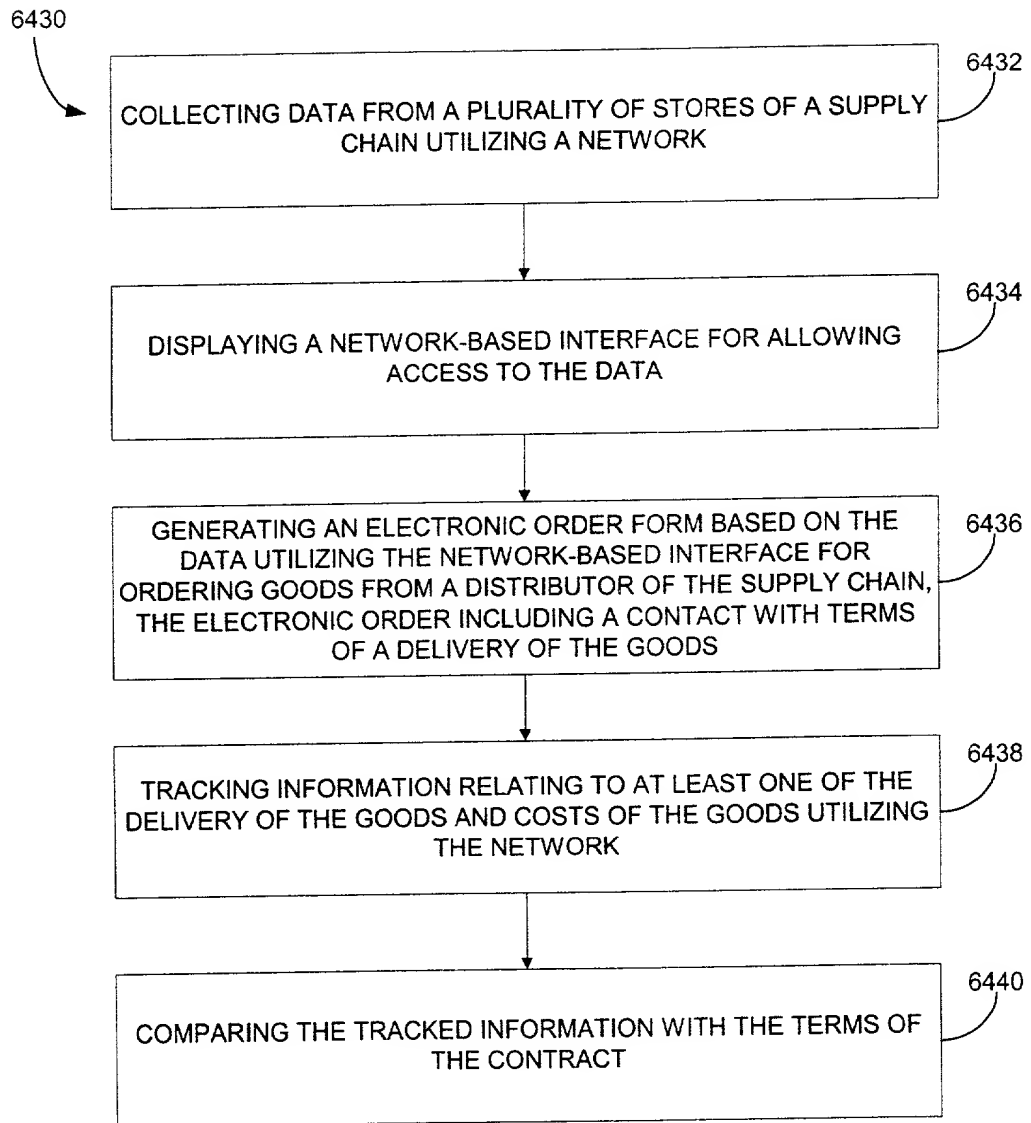 6430
6432
COLLECTING DATA FROM A PLURALITY OF STORES OF A SUPPLY
CHAIN UTILIZING A NETWORK
6434
DISPLAYING A NETWORK-BASED INTERFACE FOR ALLOWING
ACCESS TO THE DATA
6436
GENERATING AN ELECTRONIC ORDER FORM BASED ON THE
DATA UTILIZING THE NETWORK-BASED INTERFACE FOR
ORDERING GOODS FROM A DISTRIBUTOR OF THE SUPPLY CHAIN,
THE ELECTRONIC ORDER INCLUDING A CONTACT WITH TERMS
OF A DELIVERY OF THE GOODS
6438
TRACKING INFORMATION RELATING TO AT LEAST ONE OF THE
DELIVERY OF THE GOODS AND COSTS OF THE GOODS UTILIZING
THE NETWORK
6440
COMPARING THE TRACKED INFORMATION WITH THE TERMS OF
THE CONTRACT